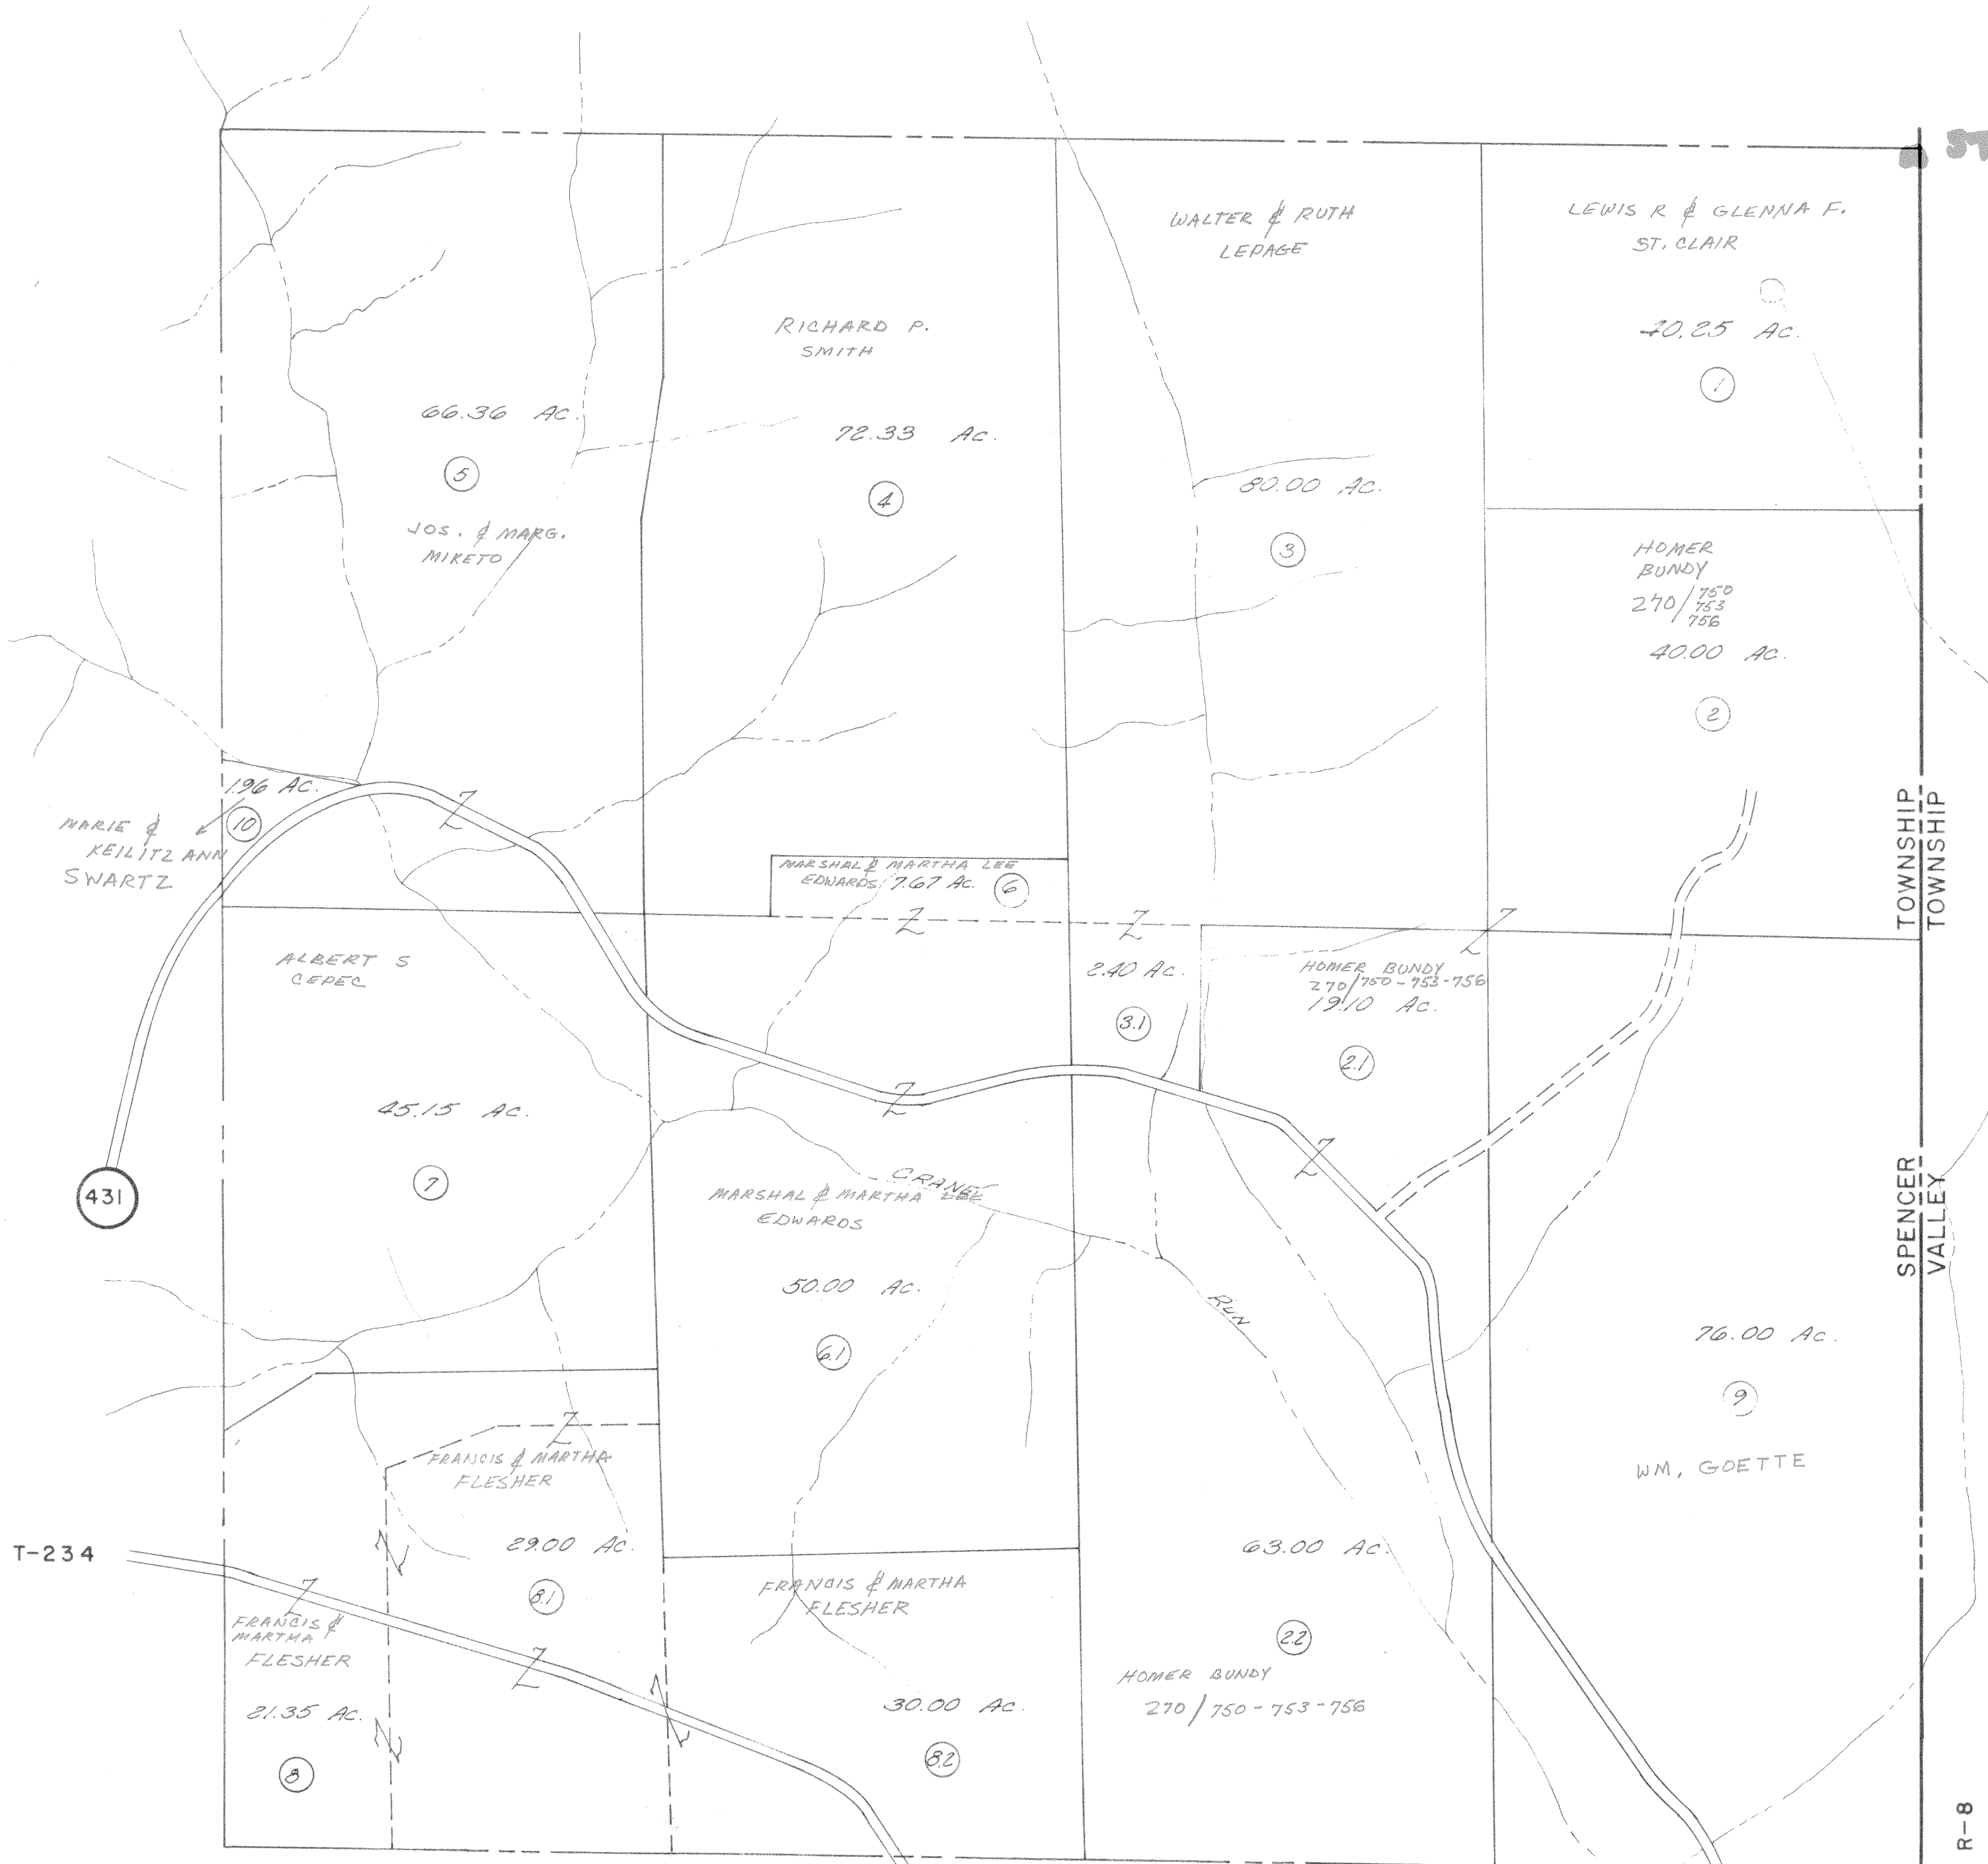 WALTER & RUTH
LEPAGE
80.00 AC.
3
LEWIS R & GLENNA F.
ST. CLAIR
40.25 AC.
1
RICHARD P.
SMITH
72.33 AC.
4
66.36 AC.
5
JOS. & MARG.
MIKETO
HOMER
BUNDY
270/750
753
756
40.00 AC.
2
1.96 AC.
10
MARIE &
KEILITZ ANN
SWARTZ
MARSHAL & MARTHA LEE
EDWARDS 7.67 AC. 6
TOWNSHIP
TOWNSHIP
ALBERT S
CEPEC
45.15 AC.
7
2.40 AC.
3.1
HOMER BUNDY
270/750-753-756
19.10 AC.
2.1
431
CRANE
RUN
MARSHAL & MARTHA LEE
EDWARDS
50.00 AC.
6.1
SPENCER
VALLEY
76.00 AC.
9
WM. GOETTE
FRANCIS & MARTHA
FLESHER
29.00 AC.
8.1
T-234
FRANCIS &
MARTHA
FLESHER
21.35 AC.
8
FRANCIS & MARTHA
FLESHER
30.00 AC.
8.2
63.00 AC.
2.2
HOMER BUNDY
270/750-753-756
R-8
Z
Z
Z
Z
Z
Z
Z
Z
Z
Z
Z
Z
Z